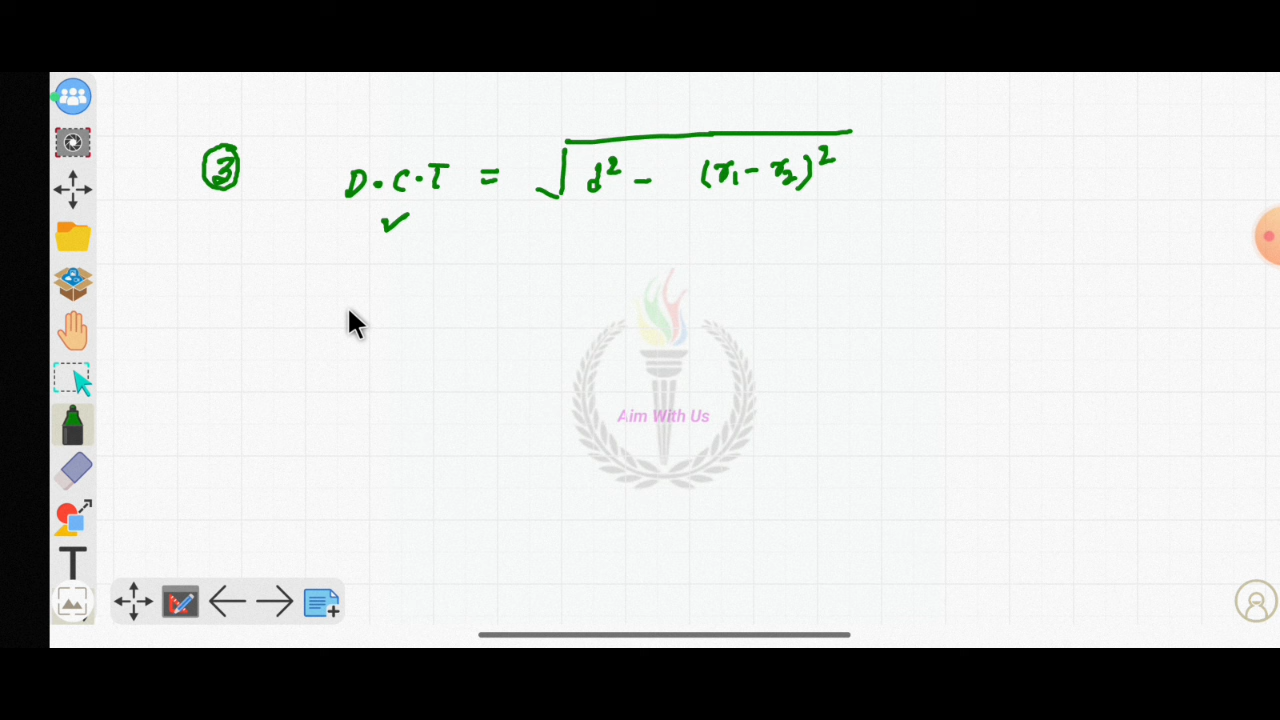 ③ D.C.T = √(d² - (r₁ - r₂)²)
✓
Aim With Us
T